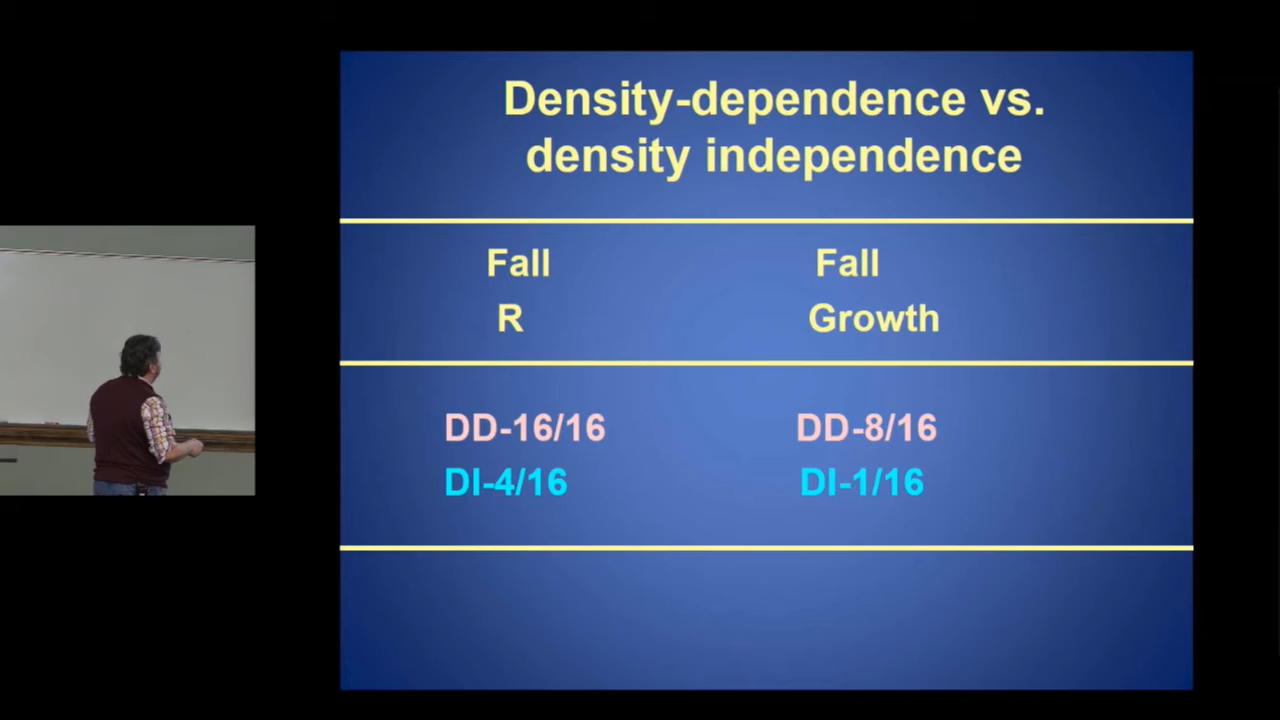 Density-dependence vs.
density independence
Fall Fall
R Growth
DD-16/16 DD-8/16
DI-4/16 DI-1/16